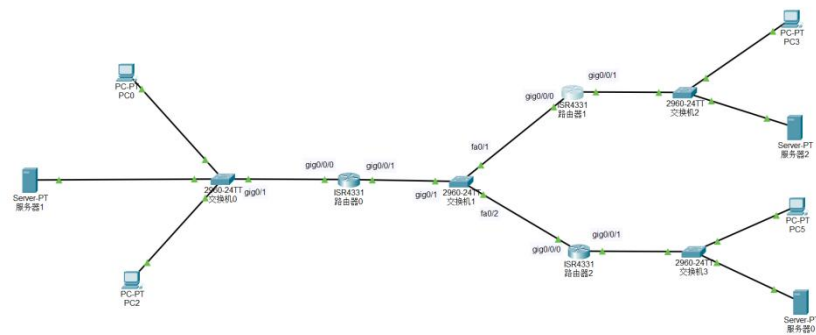 PC-PT
PC0
Server-PT
服务器1
PC-PT
PC2
2960-24TT
交换机0
gig0/1
gig0/0/0
ISR4331
路由器0
gig0/0/1
gig0/1
2960-24TT
交换机1
fa0/1
fa0/2
gig0/0/0
ISR4331
路由器1
gig0/0/1
2960-24TT
交换机2
PC-PT
PC3
Server-PT
服务器2
gig0/0/0
ISR4331
路由器2
gig0/0/1
2960-24TT
交换机3
PC-PT
PC5
Server-PT
服务器0